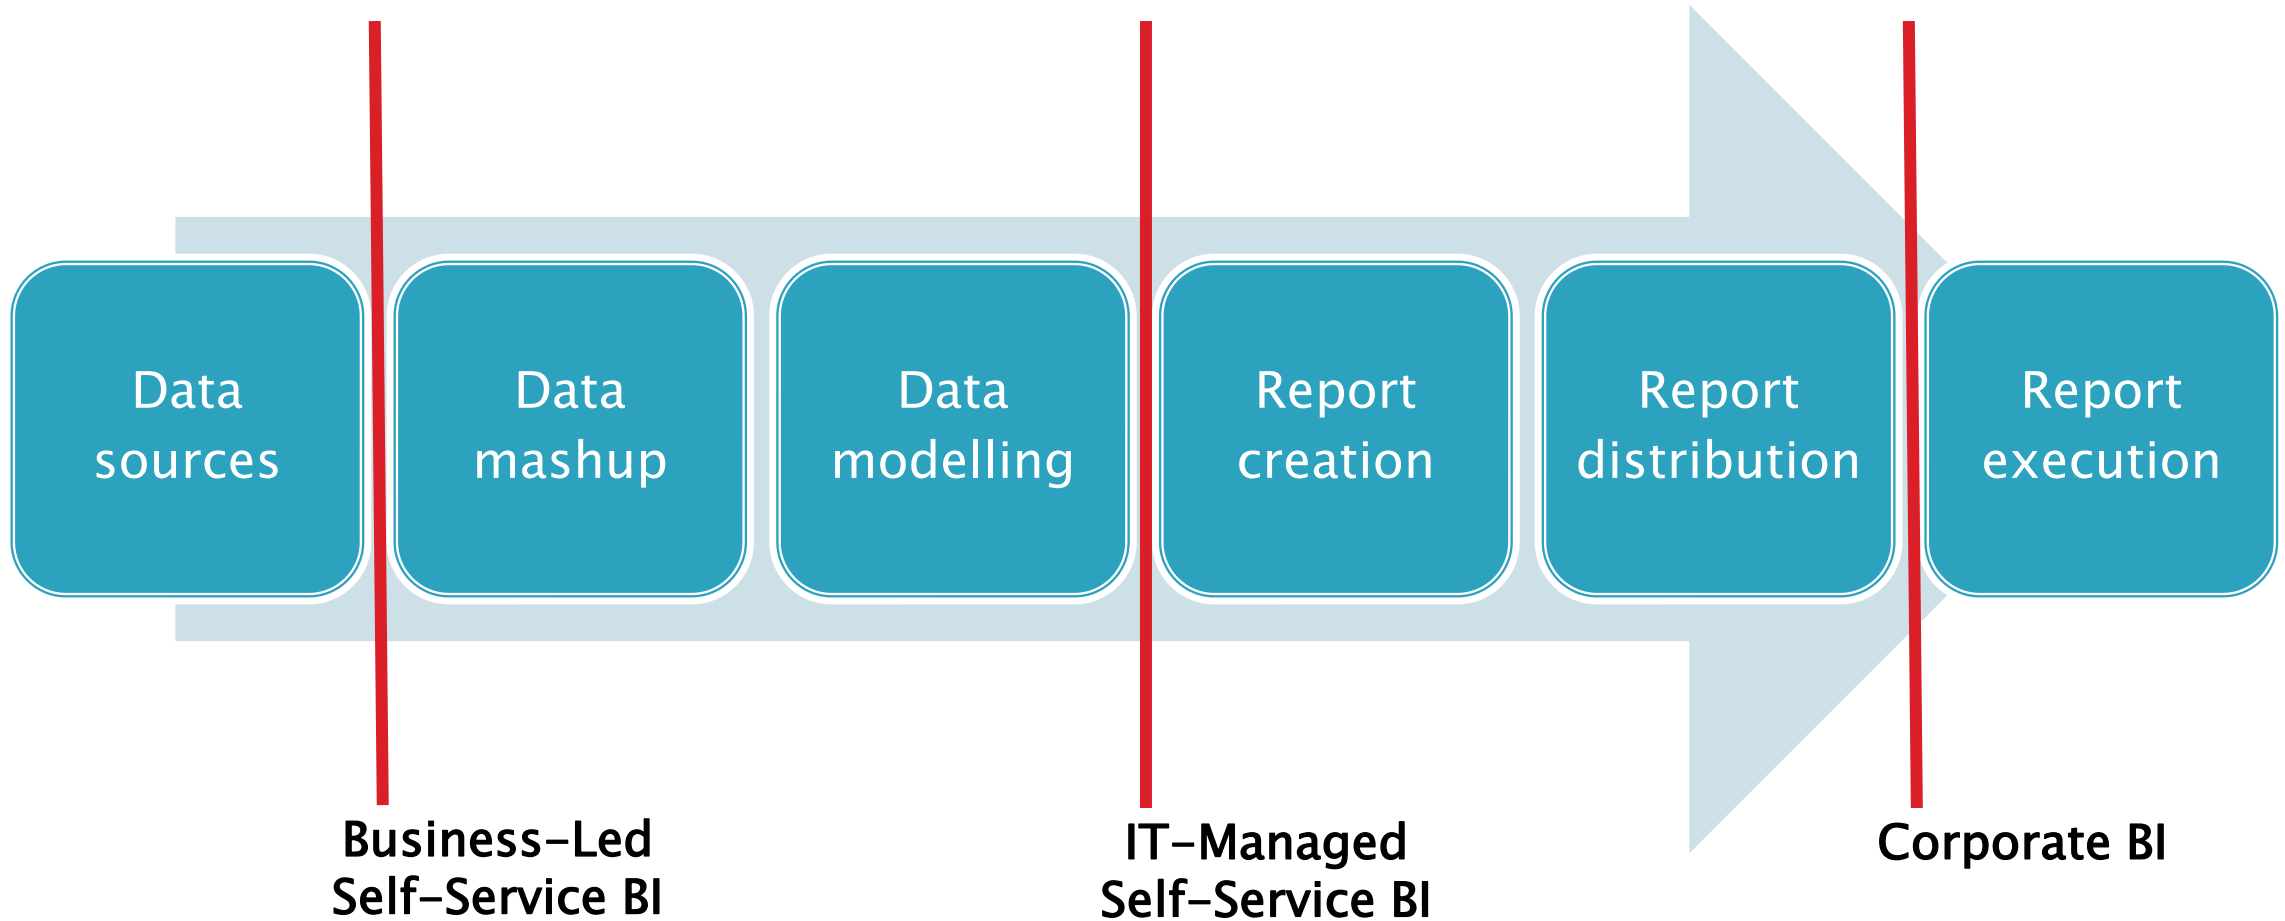 Data
sources
Data
mashup
Data
modelling
Report
creation
Report
distribution
Report
execution
Business-Led
Self-Service BI
IT-Managed
Self-Service BI
Corporate BI